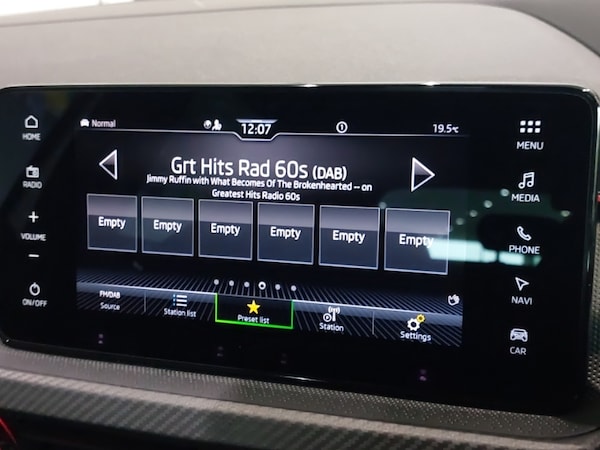 Normal
12:07
19.5°C
HOME
RADIO
VOLUME
ON/OFF
Grt Hits Rad 60s (DAB)
Jimmy Ruffin with What Becomes Of The Brokenhearted -- on
Greatest Hits Radio 60s
Empty Empty Empty Empty Empty Empty
FM/DAB
Source
Station list
Preset list
Station
Settings
MENU
MEDIA
PHONE
NAVI
CAR